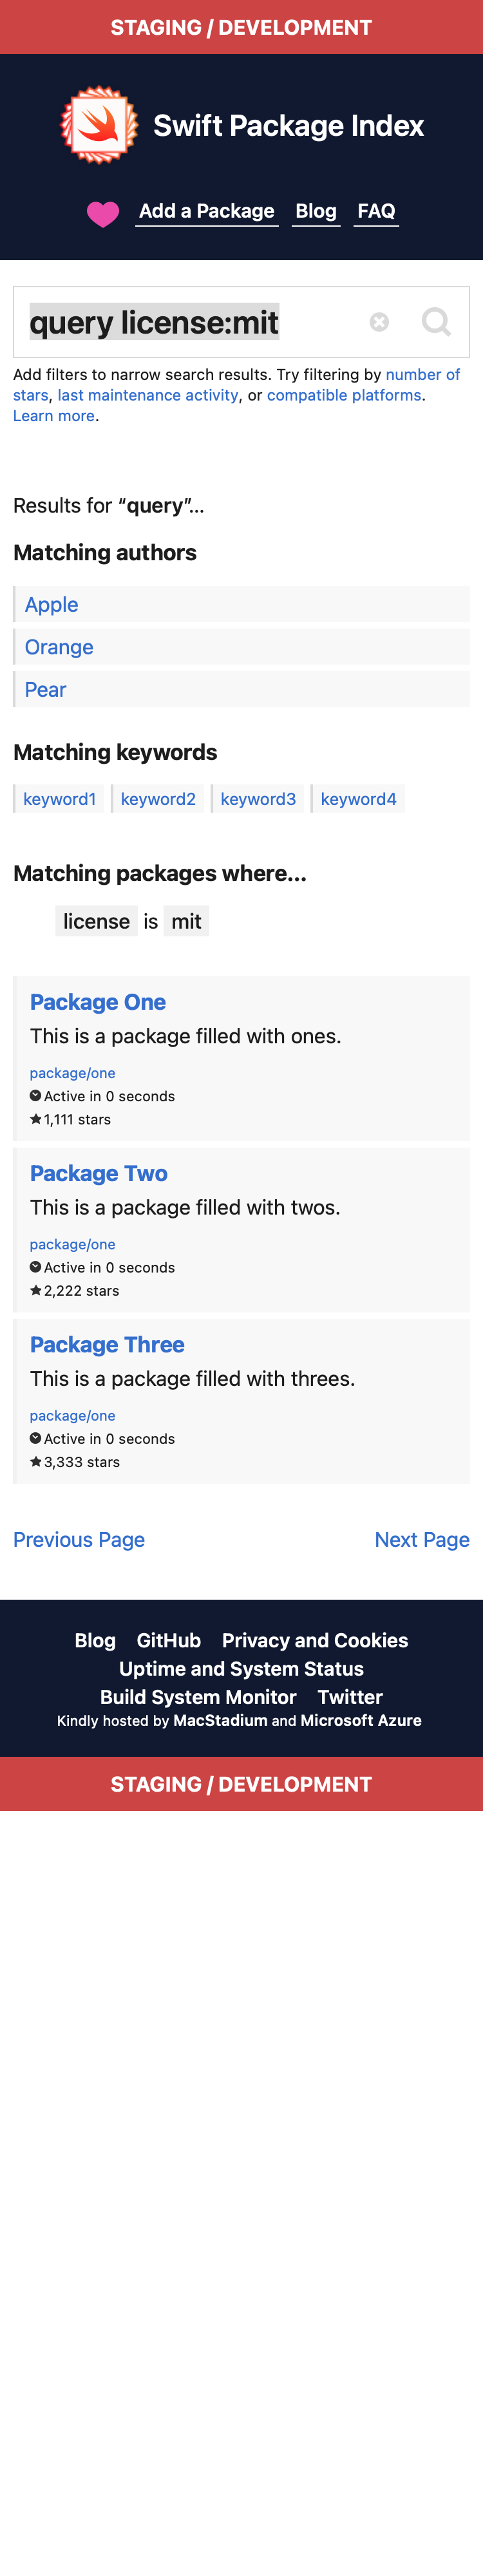 STAGING / DEVELOPMENT
Swift Package Index
Add a Package Blog FAQ
query license:mit
Add filters to narrow search results. Try filtering by number of
stars, last maintenance activity, or compatible platforms.
Learn more.
Results for “query”…
Matching authors
Apple
Orange
Pear
Matching keywords
keyword1 keyword2 keyword3 keyword4
Matching packages where…
license is mit
Package One
This is a package filled with ones.
package/one
Active in 0 seconds
1,111 stars
Package Two
This is a package filled with twos.
package/one
Active in 0 seconds
2,222 stars
Package Three
This is a package filled with threes.
package/one
Active in 0 seconds
3,333 stars
Previous Page Next Page
Blog GitHub Privacy and Cookies
Uptime and System Status
Build System Monitor Twitter
Kindly hosted by MacStadium and Microsoft Azure
STAGING / DEVELOPMENT